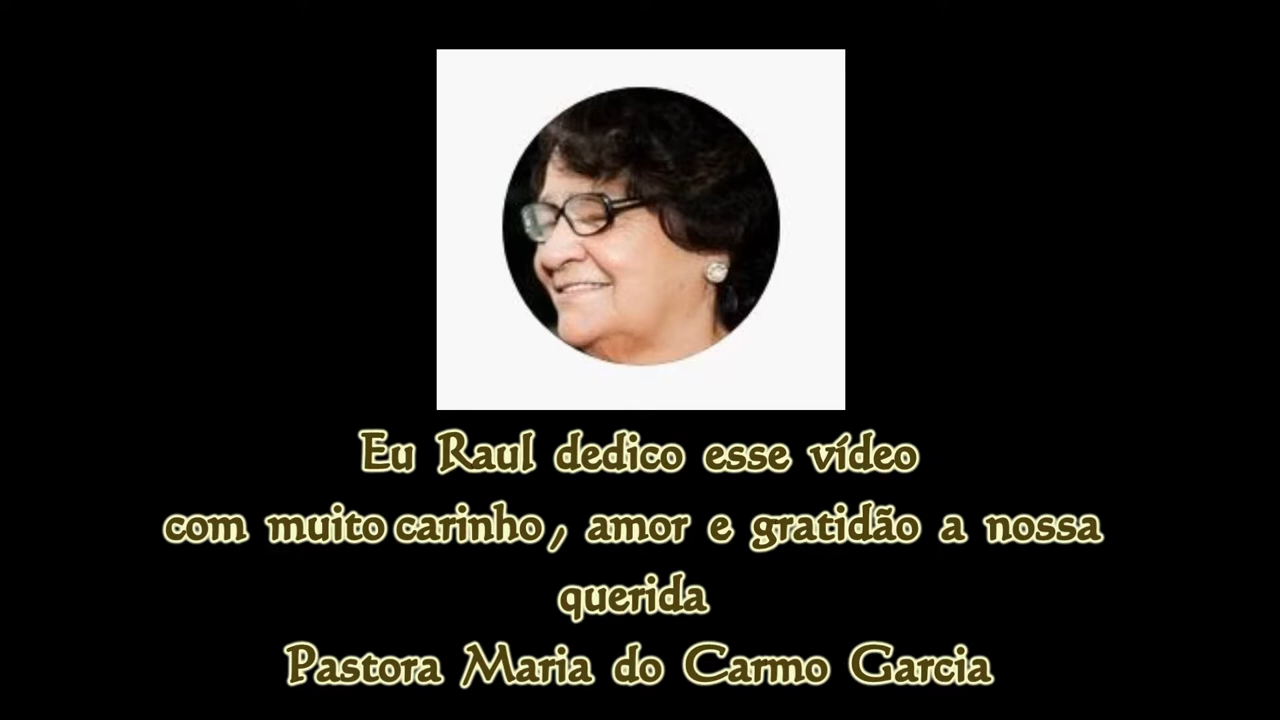 Eu Raul dedico esse vídeo
com muito carinho, amor e gratidão a nossa
querida
Pastora Maria do Carmo Garcia